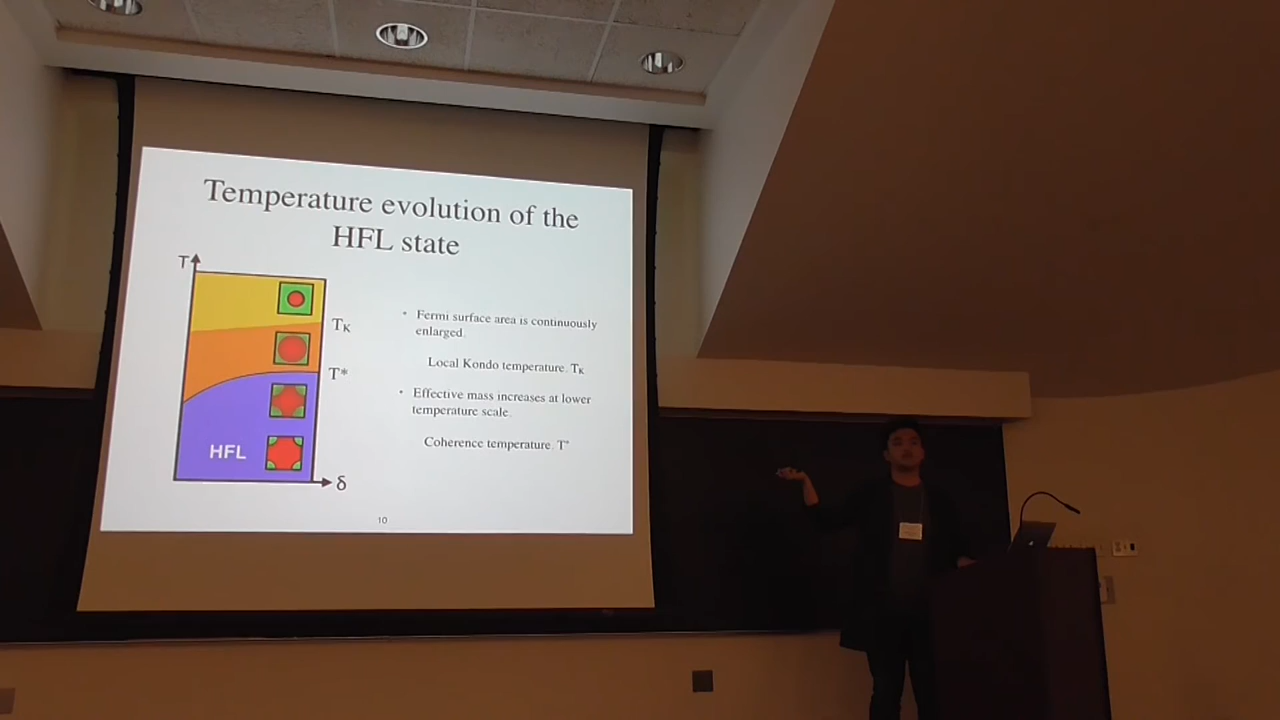 Temperature evolution of the
HFL state
T
T_K
T*
HFL
δ
• Fermi surface area is continuously
enlarged.
Local Kondo temperature. T_K
• Effective mass increases at lower
temperature scale.
Coherence temperature. T*
10